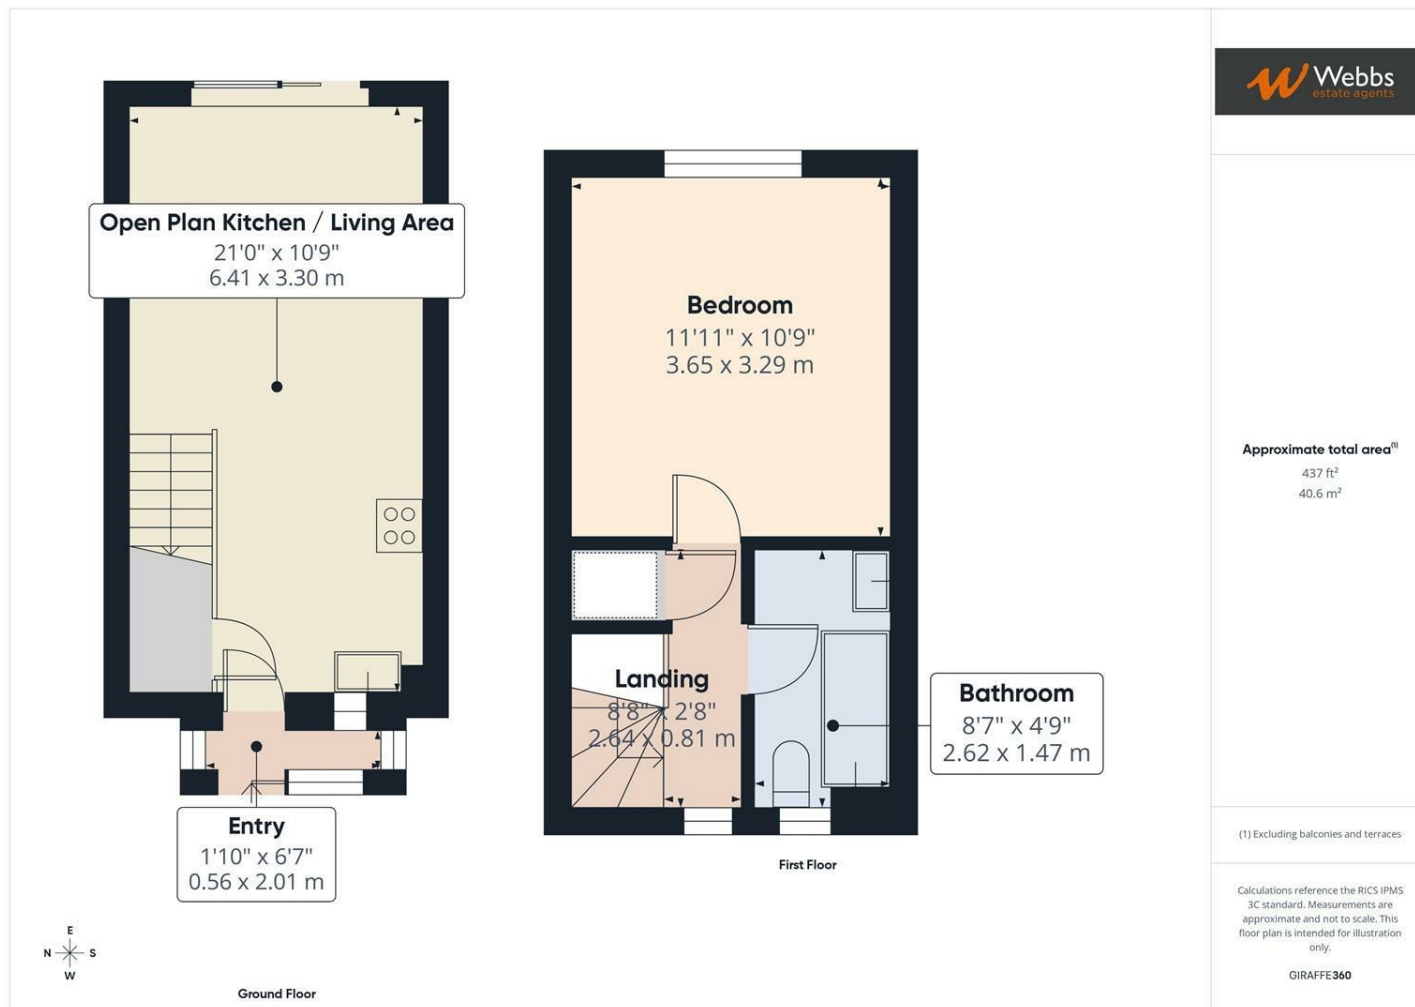 Open Plan Kitchen / Living Area
21'0" x 10'9"
6.41 x 3.30 m
Entry
1'10" x 6'7"
0.56 x 2.01 m
E
N S
W
Ground Floor
Bedroom
11'11" x 10'9"
3.65 x 3.29 m
Landing
8'8" x 2'8"
2.64 x 0.81 m
Bathroom
8'7" x 4'9"
2.62 x 1.47 m
First Floor
Webbs
estate agents
Approximate total area(1)
437 ft²
40.6 m²
(1) Excluding balconies and terraces
Calculations reference the RICS IPMS
3C standard. Measurements are
approximate and not to scale. This
floor plan is intended for illustration
only.
GIRAFFE360